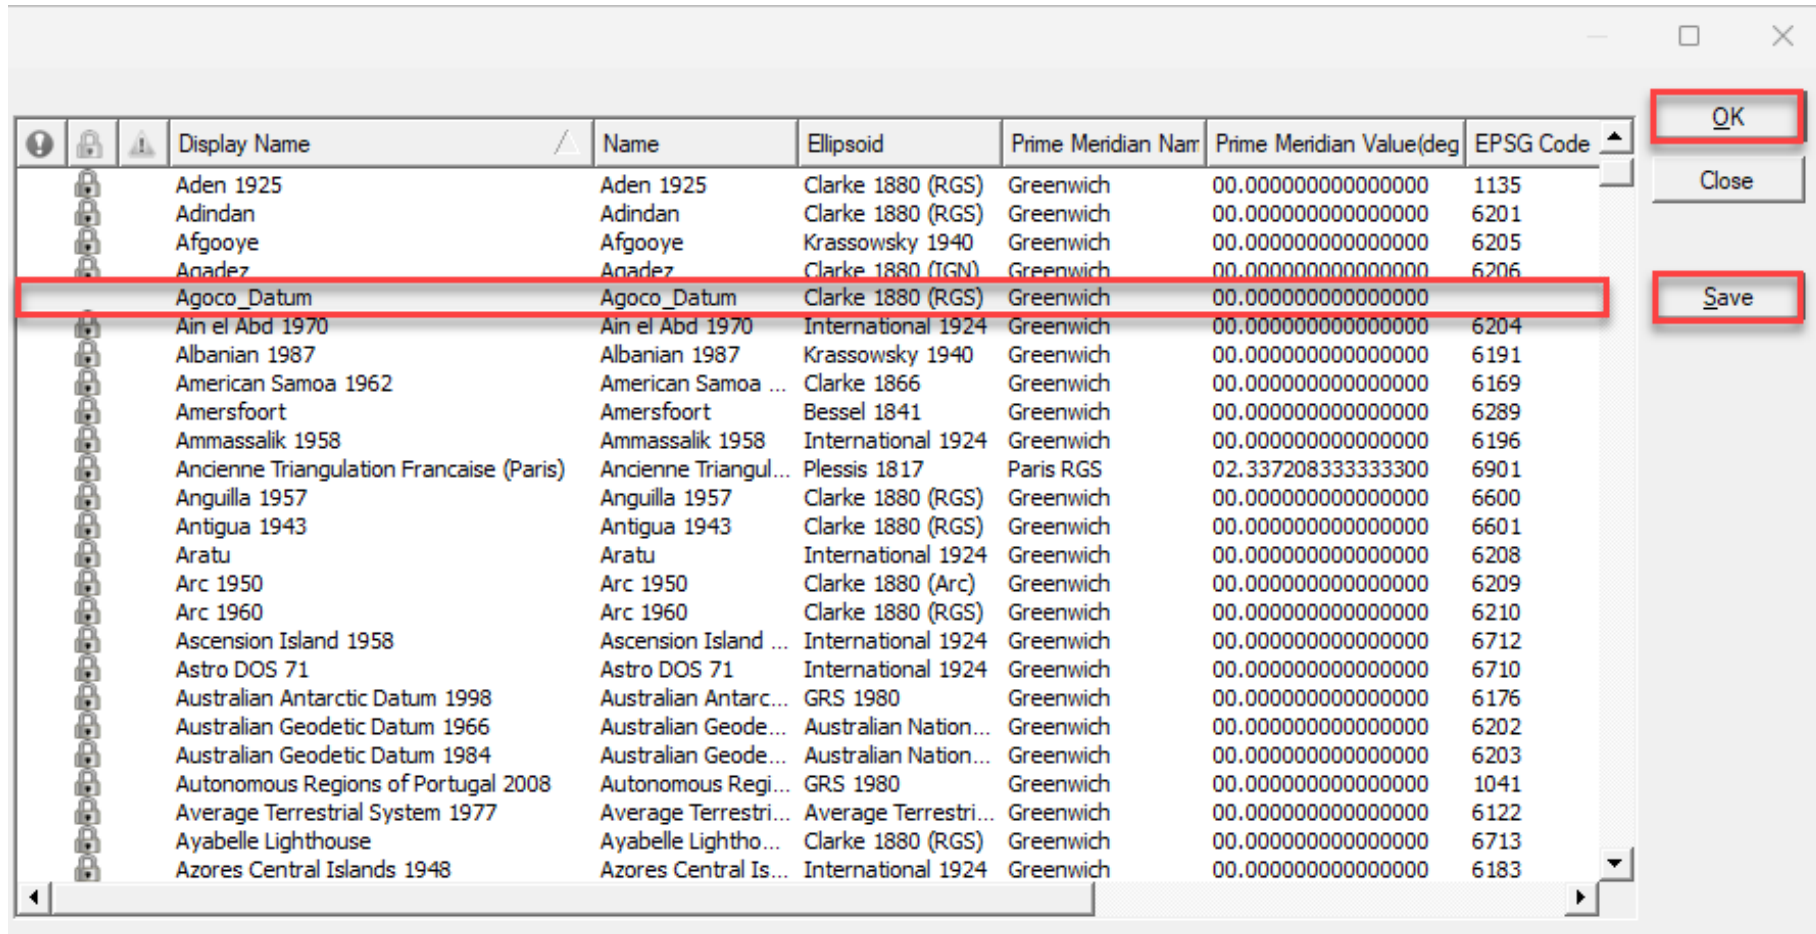 Display Name Name Ellipsoid Prime Meridian Nam Prime Meridian Value(deg EPSG Code
OK
Close
Save
Aden 1925 Aden 1925 Clarke 1880 (RGS) Greenwich 00.000000000000000 1135
Adindan Adindan Clarke 1880 (RGS) Greenwich 00.000000000000000 6201
Afgooye Afgooye Krassowsky 1940 Greenwich 00.000000000000000 6205
Agadez Agadez Clarke 1880 (IGN) Greenwich 00.000000000000000 6206
Agoco_Datum Agoco_Datum Clarke 1880 (RGS) Greenwich 00.000000000000000
Ain el Abd 1970 Ain el Abd 1970 International 1924 Greenwich 00.000000000000000 6204
Albanian 1987 Albanian 1987 Krassowsky 1940 Greenwich 00.000000000000000 6191
American Samoa 1962 American Samoa ... Clarke 1866 Greenwich 00.000000000000000 6169
Amersfoort Amersfoort Bessel 1841 Greenwich 00.000000000000000 6289
Ammassalik 1958 Ammassalik 1958 International 1924 Greenwich 00.000000000000000 6196
Ancienne Triangulation Francaise (Paris) Ancienne Triangul... Plessis 1817 Paris RGS 02.337208333333300 6901
Anguilla 1957 Anguilla 1957 Clarke 1880 (RGS) Greenwich 00.000000000000000 6600
Antigua 1943 Antigua 1943 Clarke 1880 (RGS) Greenwich 00.000000000000000 6601
Aratu Aratu International 1924 Greenwich 00.000000000000000 6208
Arc 1950 Arc 1950 Clarke 1880 (Arc) Greenwich 00.000000000000000 6209
Arc 1960 Arc 1960 Clarke 1880 (RGS) Greenwich 00.000000000000000 6210
Ascension Island 1958 Ascension Island ... International 1924 Greenwich 00.000000000000000 6712
Astro DOS 71 Astro DOS 71 International 1924 Greenwich 00.000000000000000 6710
Australian Antarctic Datum 1998 Australian Antarc... GRS 1980 Greenwich 00.000000000000000 6176
Australian Geodetic Datum 1966 Australian Geode... Australian Nation... Greenwich 00.000000000000000 6202
Australian Geodetic Datum 1984 Australian Geode... Australian Nation... Greenwich 00.000000000000000 6203
Autonomous Regions of Portugal 2008 Autonomous Regi... GRS 1980 Greenwich 00.000000000000000 1041
Average Terrestrial System 1977 Average Terrestri... Average Terrestri... Greenwich 00.000000000000000 6122
Ayabelle Lighthouse Ayabelle Lightho... Clarke 1880 (RGS) Greenwich 00.000000000000000 6713
Azores Central Islands 1948 Azores Central Is... International 1924 Greenwich 00.000000000000000 6183